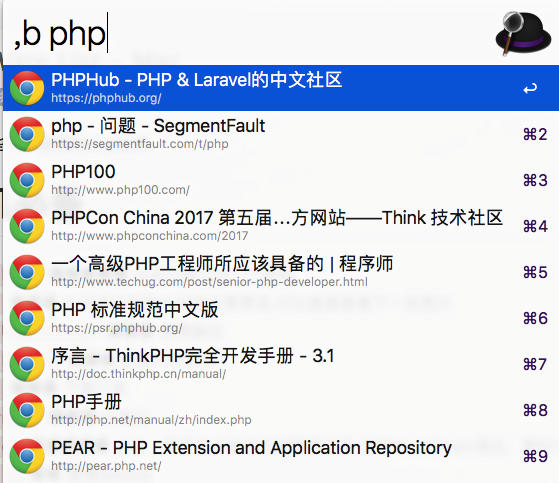 ,b php
PHPHub - PHP & Laravel的中文社区
https://phphub.org/
↩
php - 问题 - SegmentFault
https://segmentfault.com/t/php
⌘2
PHP100
http://www.php100.com/
⌘3
PHPCon China 2017 第五届...方网站——Think 技术社区
http://www.phpconchina.com/2017
⌘4
一个高级PHP工程师所应该具备的 | 程序师
http://www.techug.com/post/senior-php-developer.html
⌘5
PHP 标准规范中文版
https://psr.phphub.org/
⌘6
序言 - ThinkPHP完全开发手册 - 3.1
http://doc.thinkphp.cn/manual/
⌘7
PHP手册
http://php.net/manual/zh/index.php
⌘8
PEAR - PHP Extension and Application Repository
http://pear.php.net/
⌘9